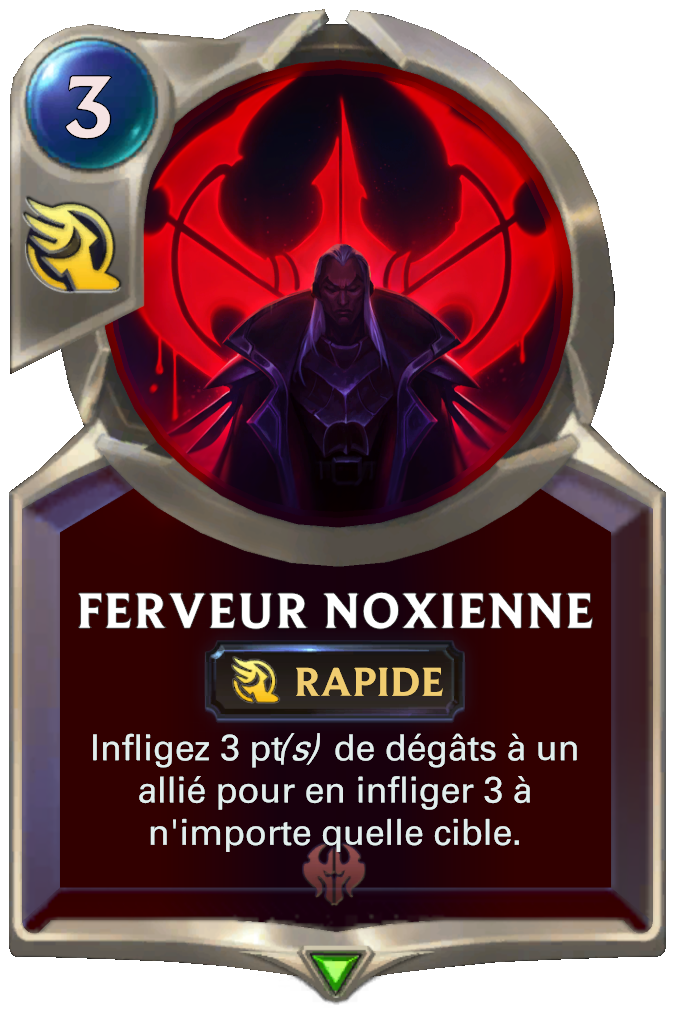 3
FERVEUR NOXIENNE
RAPIDE
Infligez 3 pt(s) de dégâts à un
allié pour en infliger 3 à
n'importe quelle cible.